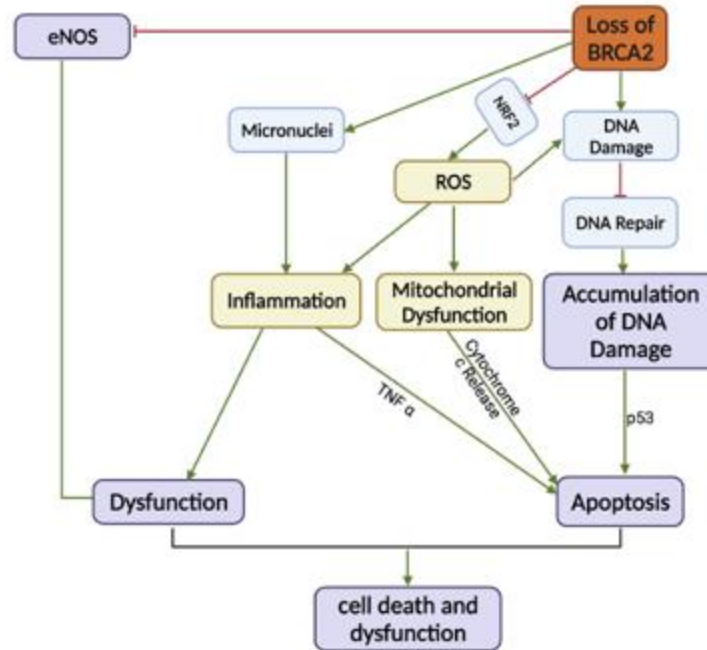 Loss of
BRCA2
eNOS
NRF2
Micronuclei
DNA
Damage
ROS
DNA Repair
Inflammation
Mitochondrial
Dysfunction
Accumulation
of DNA
Damage
TNF α
Cytochrome
c Release
p53
Dysfunction
Apoptosis
cell death and
dysfunction